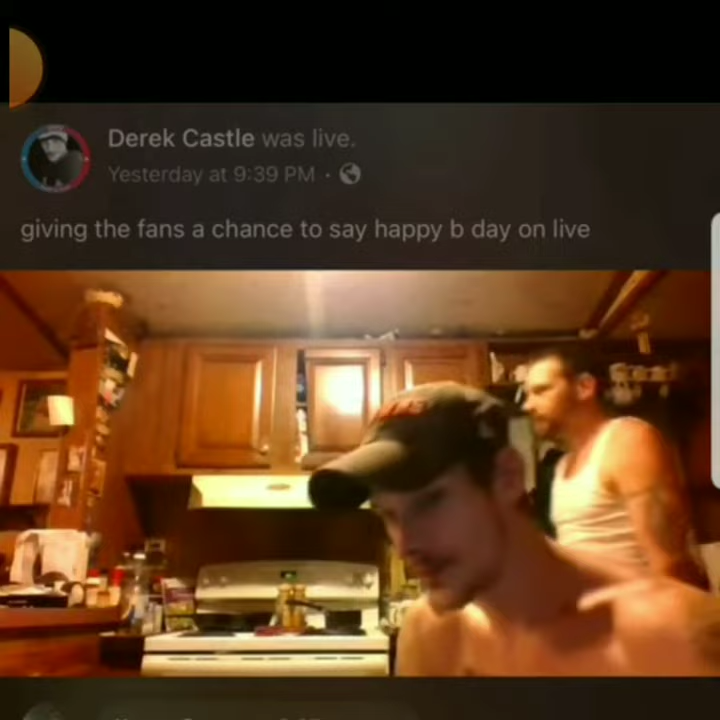 Derek Castle was live.
Yesterday at 9:39 PM ·
giving the fans a chance to say happy b day on live